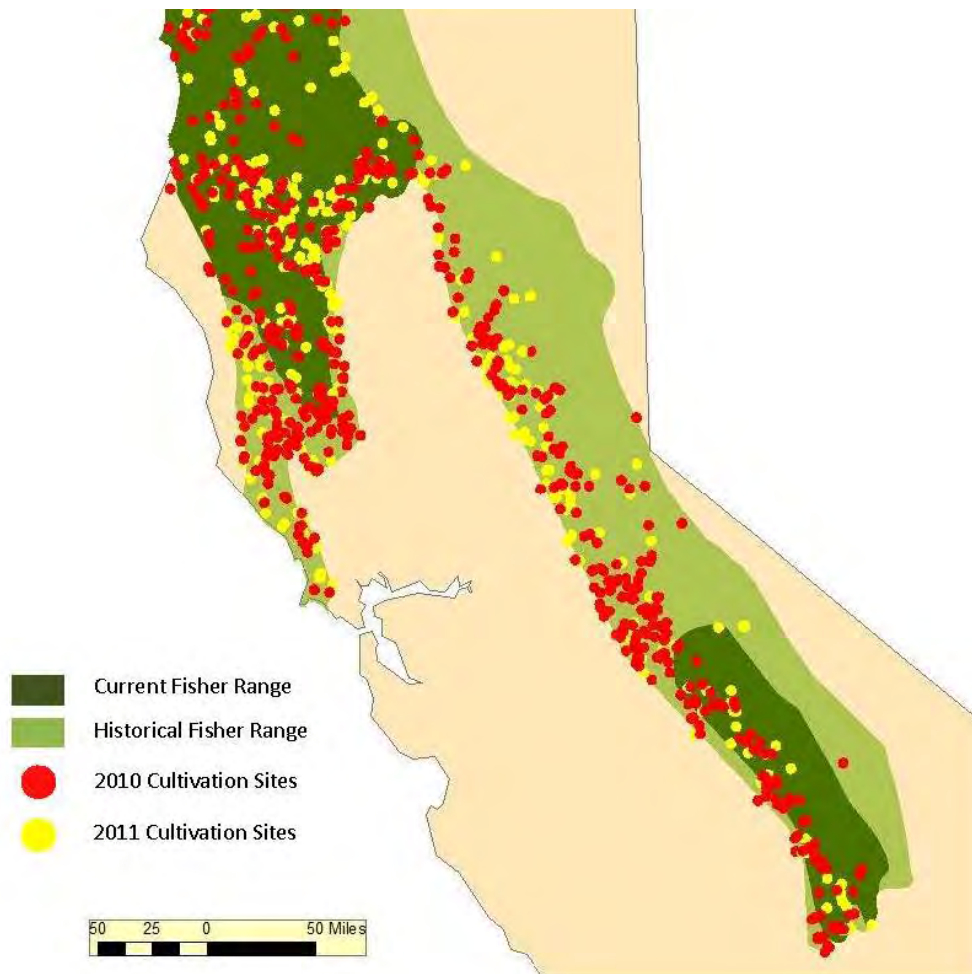 Current Fisher Range
Historical Fisher Range
2010 Cultivation Sites
2011 Cultivation Sites
50 25 0 50 Miles